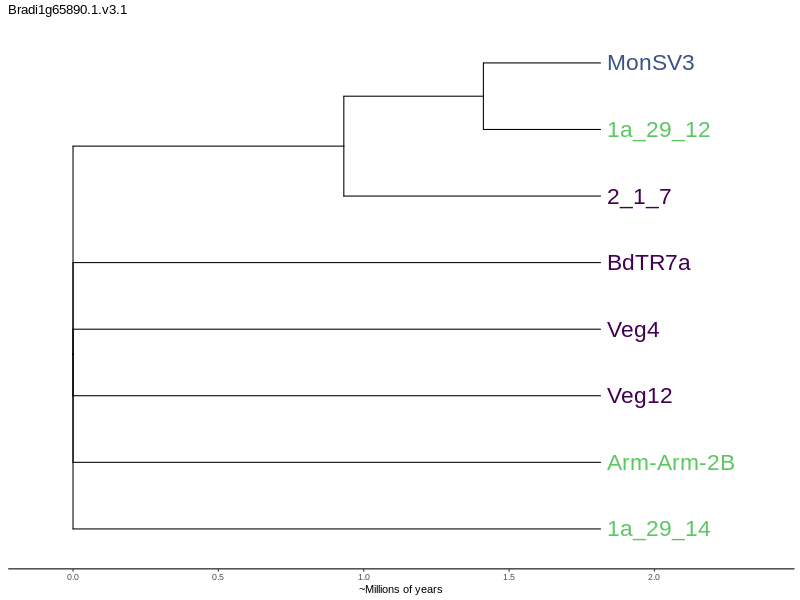 Bradi1g65890.1.v3.1
MonSV3
1a_29_12
2_1_7
BdTR7a
Veg4
Veg12
Arm-Arm-2B
1a_29_14
0.0 0.5 1.0 1.5 2.0
~Millions of years